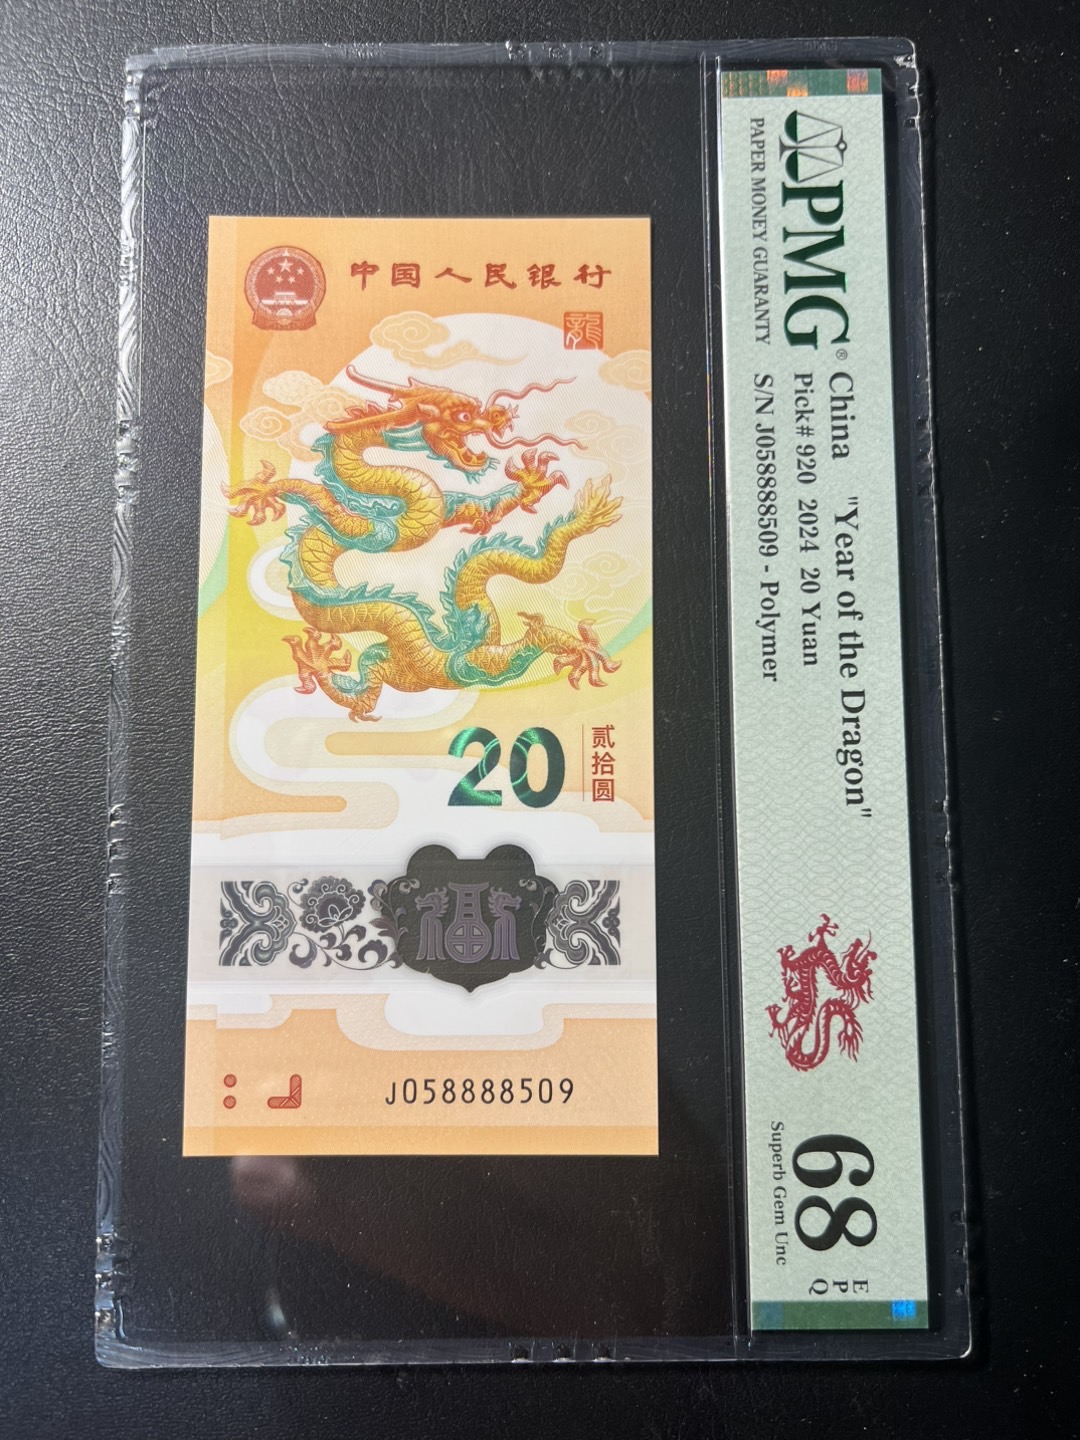 中国人民银行
龍
20
贰拾圆
J058888509
PMG®
PAPER MONEY GUARANTY
China "Year of the Dragon"
Pick# 920 2024 20 Yuan
S/N J058888509 - Polymer
68
EPQ
Superb Gem Unc